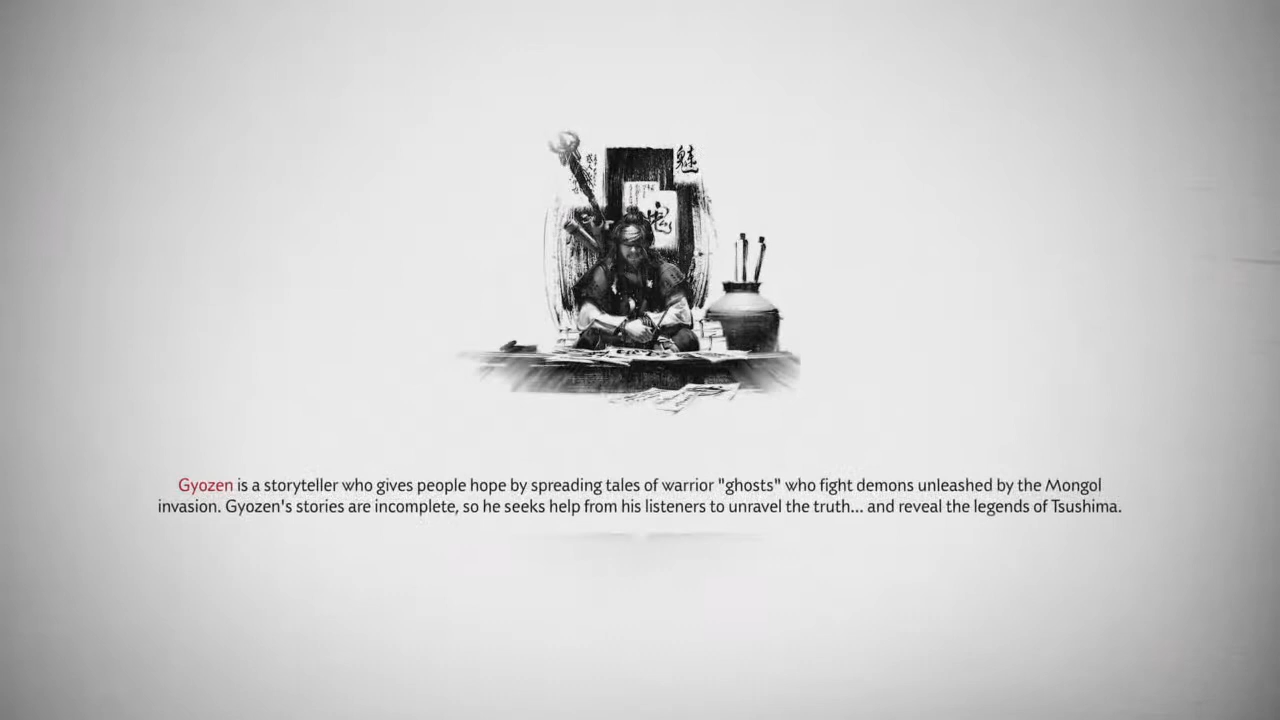 魅
Gyozen is a storyteller who gives people hope by spreading tales of warrior "ghosts" who fight demons unleashed by the Mongol
invasion. Gyozen's stories are incomplete, so he seeks help from his listeners to unravel the truth... and reveal the legends of Tsushima.